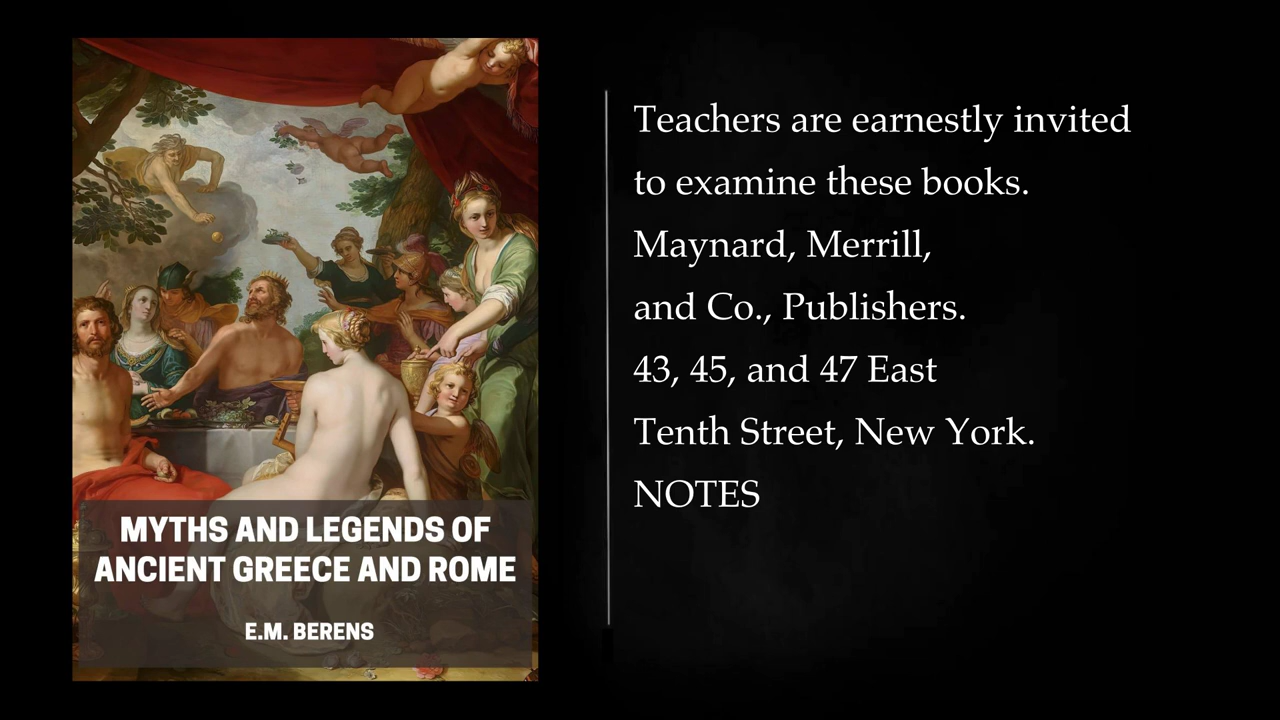 MYTHS AND LEGENDS OF
ANCIENT GREECE AND ROME
E.M. BERENS
Teachers are earnestly invited
to examine these books.
Maynard, Merrill,
and Co., Publishers.
43, 45, and 47 East
Tenth Street, New York.
NOTES